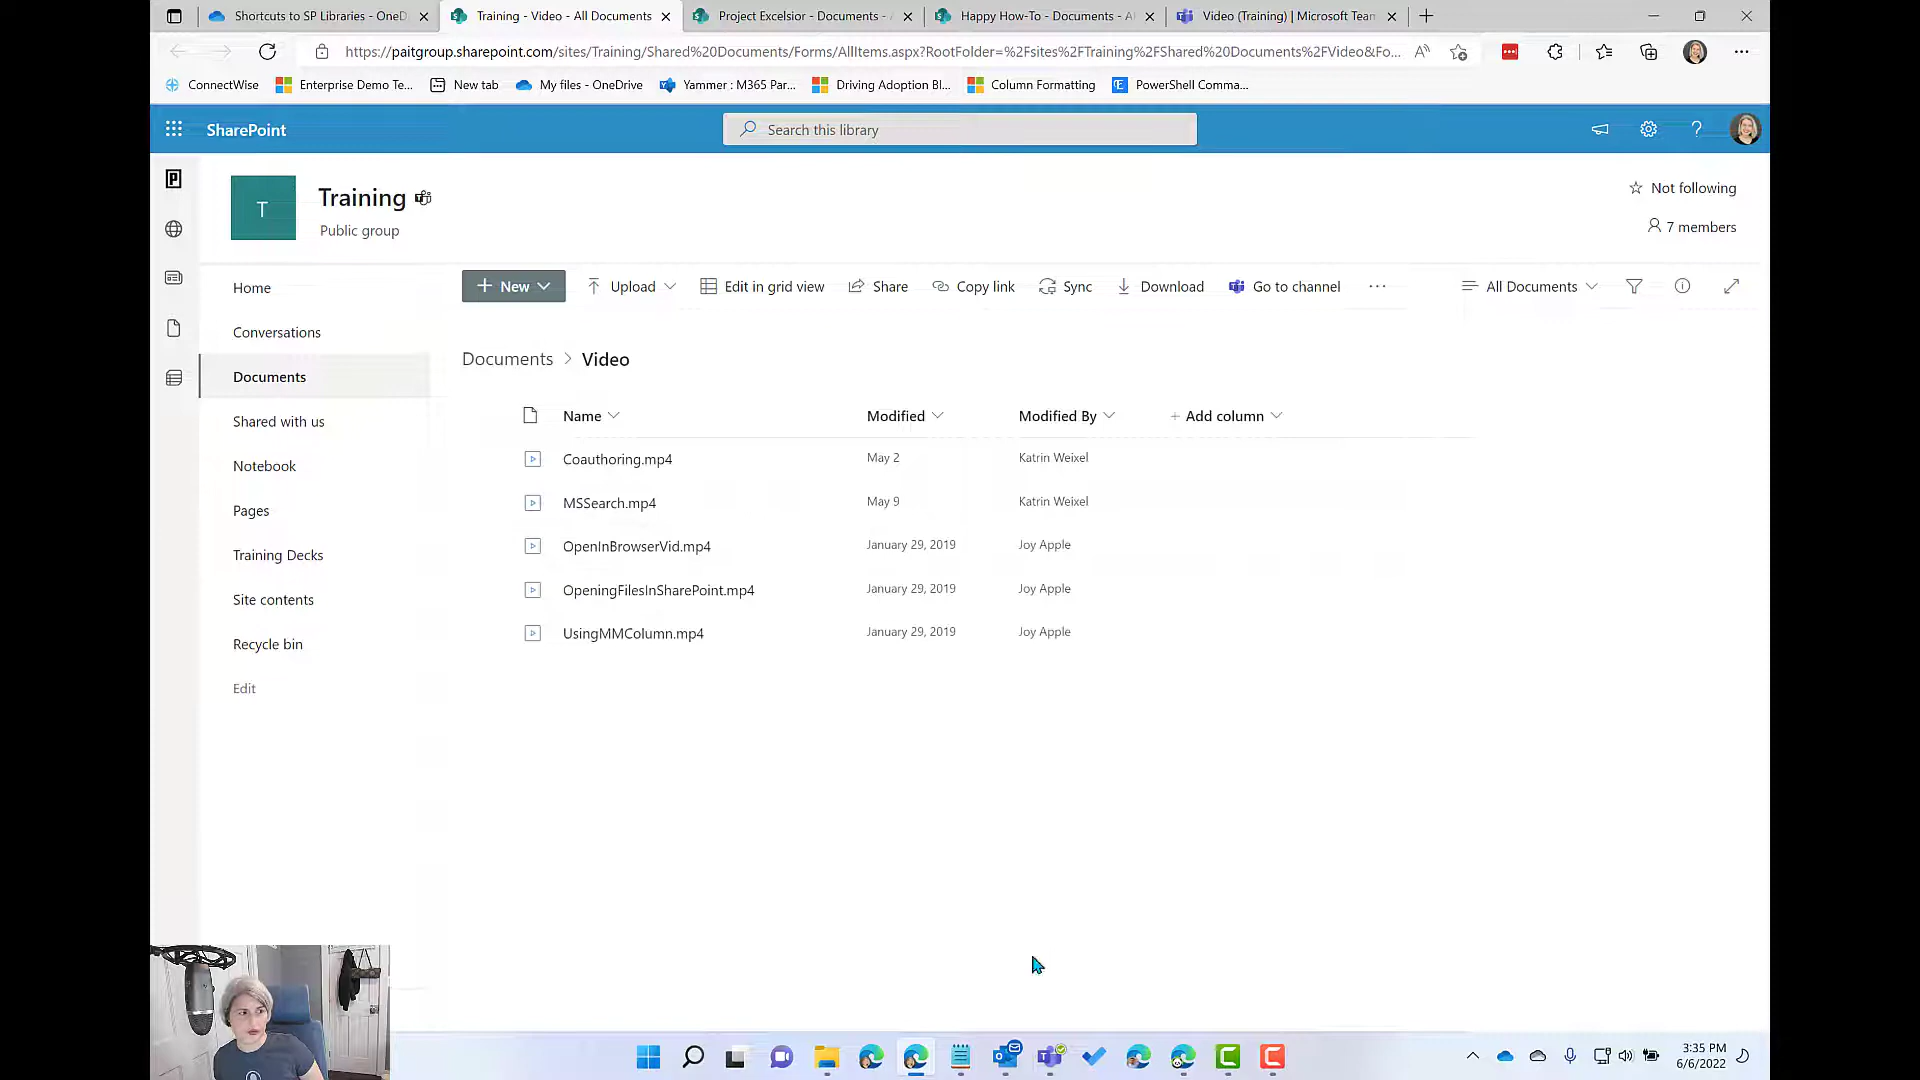 Shortcuts to SP Libraries - OneD
Training - Video - All Documents
Project Excelsior - Documents -
Happy How-To - Documents - Al
Video (Training) | Microsoft Team
https://paitgroup.sharepoint.com/sites/Training/Shared%20Documents/Forms/AllItems.aspx?RootFolder=%2Fsites%2FTraining%2FShared%20Documents%2FVideo&Fo...
ConnectWise
Enterprise Demo Te...
New tab
My files - OneDrive
Yammer : M365 Par...
Driving Adoption Bl...
Column Formatting
PowerShell Comma...
SharePoint
Search this library
T
Training
Public group
Not following
7 members
Home
Conversations
Documents
Shared with us
Notebook
Pages
Training Decks
Site contents
Recycle bin
Edit
+ New
Upload
Edit in grid view
Share
Copy link
Sync
Download
Go to channel
...
All Documents
Documents > Video
Name Modified Modified By + Add column
Coauthoring.mp4 May 2 Katrin Weixel
MSSearch.mp4 May 9 Katrin Weixel
OpenInBrowserVid.mp4 January 29, 2019 Joy Apple
OpeningFilesInSharePoint.mp4 January 29, 2019 Joy Apple
UsingMMColumn.mp4 January 29, 2019 Joy Apple
3:35 PM
6/6/2022